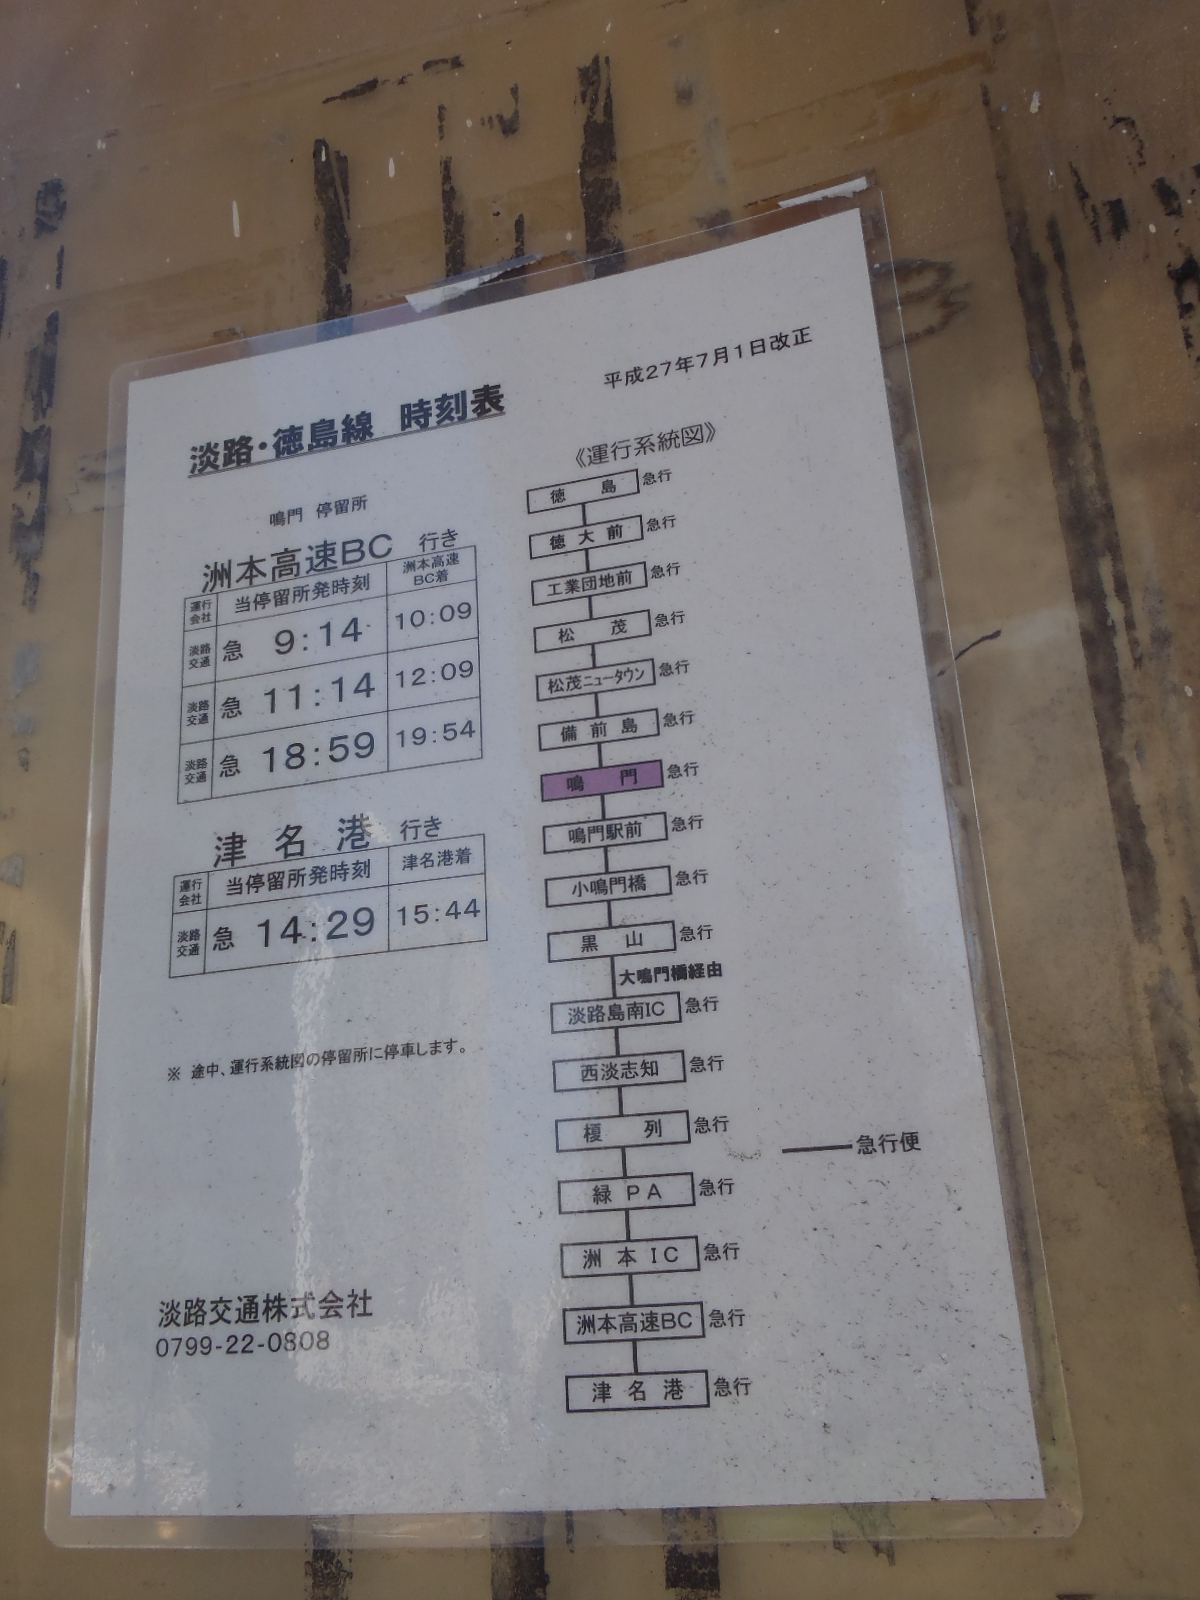 平成27年7月1日改正
淡路・徳島線 時刻表
鳴門 停留所
洲本高速BC 行き
運行会社 当停留所発時刻 洲本高速BC着
淡路交通 急 9:14 10:09
淡路交通 急 11:14 12:09
淡路交通 急 18:59 19:54
津名港 行き
運行会社 当停留所発時刻 津名港着
淡路交通 急 14:29 15:44
※ 途中、運行系統図の停留所に停車します。
淡路交通株式会社
0799-22-0808
《運行系統図》
徳島 急行
徳大前 急行
工業団地前 急行
松茂 急行
松茂ニュータウン 急行
備前島 急行
鳴門 急行
鳴門駅前 急行
小鳴門橋 急行
黒山 急行
大鳴門橋経由
淡路島南IC 急行
西淡志知 急行
榎列 急行
緑PA 急行
洲本IC 急行
洲本高速BC 急行
津名港 急行
急行便